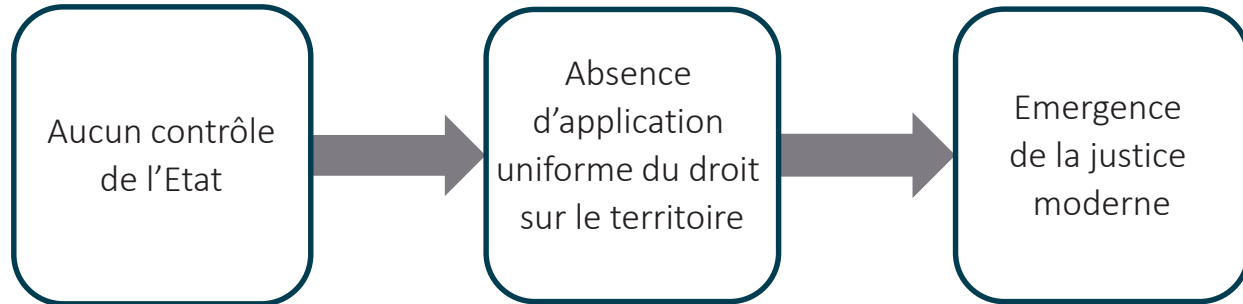 Aucun contrôle
de l’Etat
Absence
d’application
uniforme du droit
sur le territoire
Emergence
de la justice
moderne